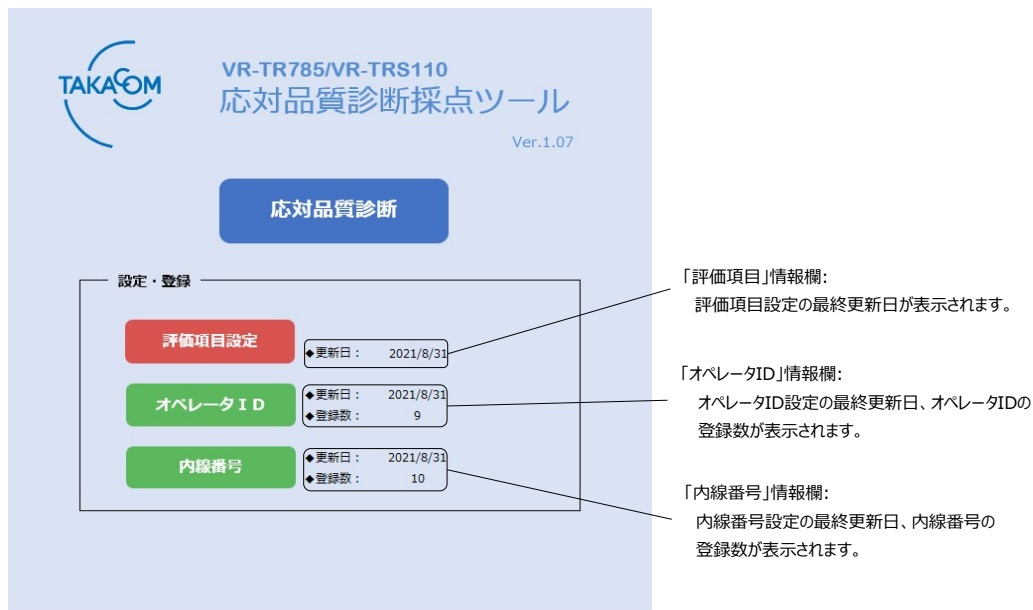 TAKACOM
VR-TR785/VR-TRS110
応対品質診断採点ツール
Ver.1.07
応対品質診断
設定・登録
評価項目設定
◆更新日: 2021/8/31
オペレータID
◆更新日: 2021/8/31
◆登録数: 9
内線番号
◆更新日: 2021/8/31
◆登録数: 10
「評価項目」情報欄:
評価項目設定の最終更新日が表示されます。
「オペレータID」情報欄:
オペレータID設定の最終更新日、オペレータIDの
登録数が表示されます。
「内線番号」情報欄:
内線番号設定の最終更新日、内線番号の
登録数が表示されます。